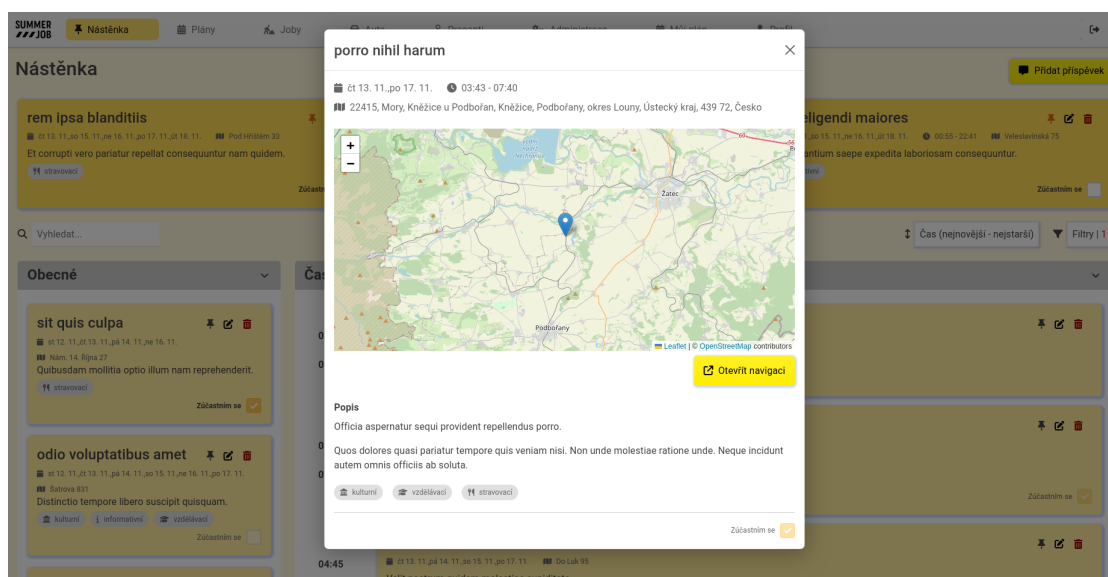 SUMMER
JOB
Nástěnka
Plány
Joby
Auta
Pracanti
Administrace
Můj plán
Profil
Nástěnka
Přidat příspěvek
rem ipsa blanditiis
čt 13. 11.,so 15. 11.,ne 16. 11.,po 17. 11.,út 18. 11. Pod Hřištěm 33
Et corrupti vero pariatur repellat consequuntur nam quidem.
stravovací
Zúčastn
eligendi maiores
,so 15. 11.,ne 16. 11.,út 18. 11. 00:55 - 22:41 Veleslavínská 75
antium saepe expedita laboriosam consequuntur.
Zúčastním se
porro nihil harum
čt 13. 11.,po 17. 11. 03:43 - 07:40
22415, Mory, Kněžice u Podbořan, Kněžice, Podbořany, okres Louny, Ústecký kraj, 439 72, Česko
+
−
Žatec
Podbořany
Leaflet | © OpenStreetMap contributors
Otevřít navigaci
Popis
Officia aspernatur sequi provident repellendus porro.
Quos dolores quasi pariatur tempore quis veniam nisi. Non unde molestiae ratione unde. Neque incidunt
autem omnis officiis ab soluta.
kulturní vzdělávací stravovací
Zúčastním se
Vyhledat...
Čas (nejnovější - nejstarší)
Filtry | 1
Obecné
Ča
sit quis culpa
st 12. 11.,čt 13. 11.,pá 14. 11.,ne 16. 11.
Nám. 14. Října 27
Quibusdam mollitia optio illum nam reprehenderit.
stravovací
Zúčastním se
odio voluptatibus amet
st 12. 11.,čt 13. 11.,pá 14. 11.,so 15. 11.,ne 16. 11.,po 17. 11.
Šatrova 831
Distinctio tempore libero suscipit quisquam.
kulturní informativní vzdělávací
Zúčastním se
Zúčastním se
04:45
čt 13. 11.,pá 14. 11.,so 15. 11.,po 17. 11. Do Luk 95